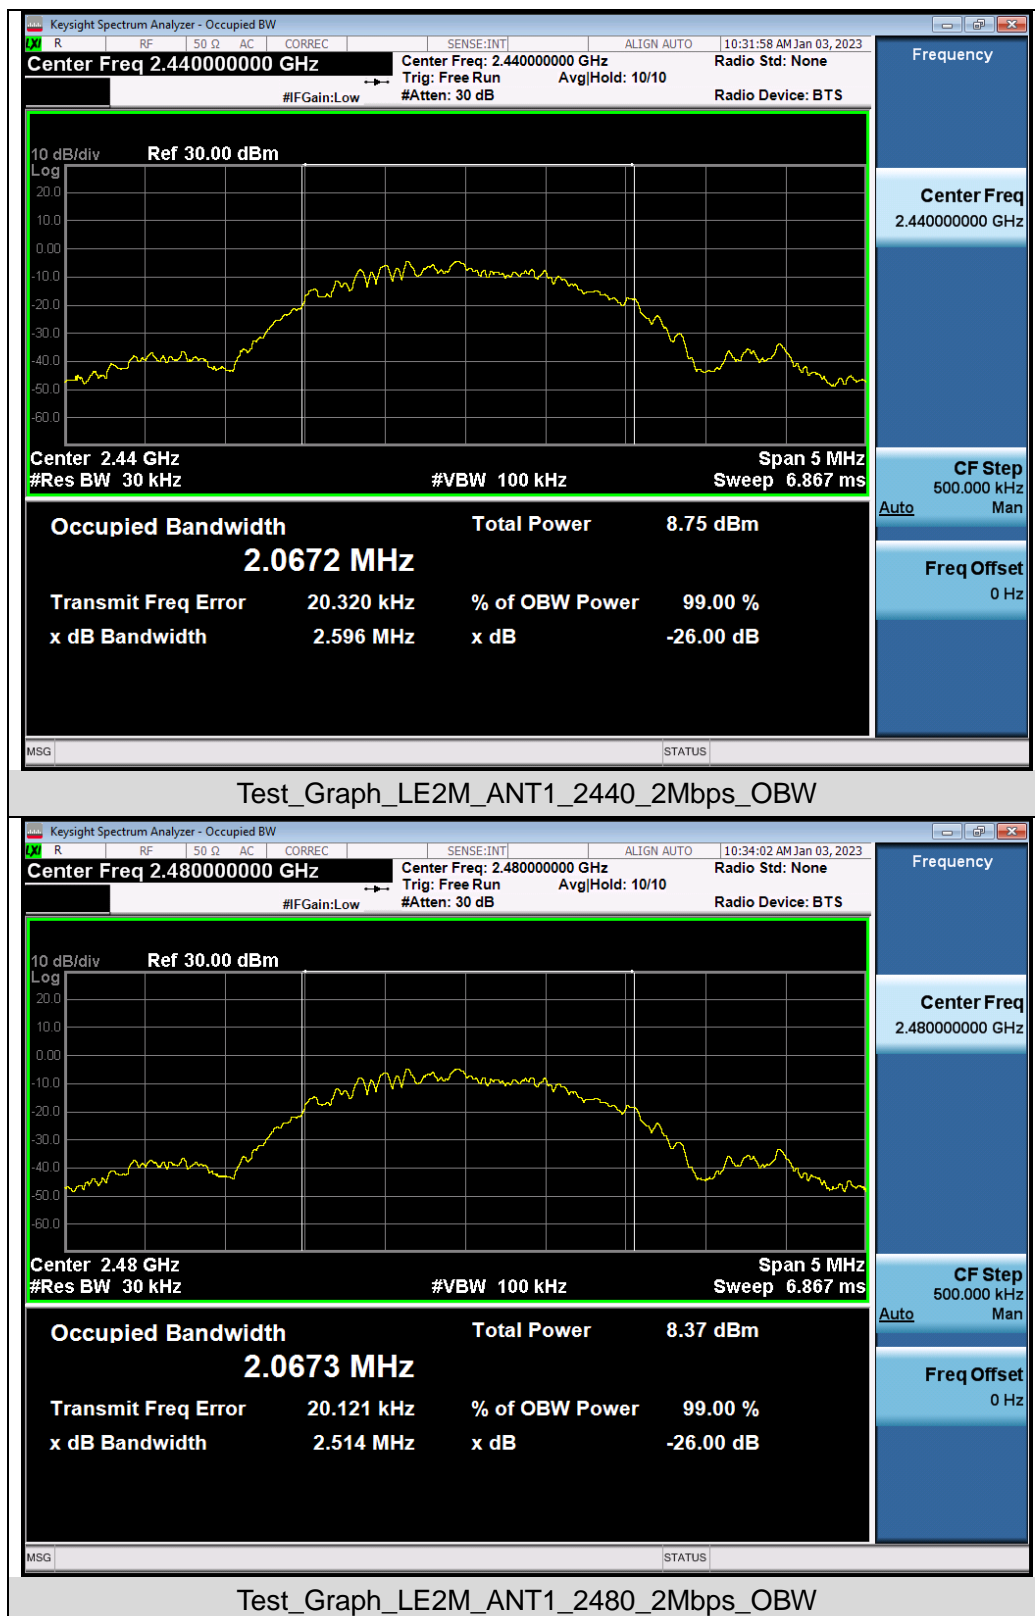 Keysight Spectrum Analyzer - Occupied BW
LXI R RF 50 Ω AC CORREC SENSE:INT ALIGN AUTO 10:31:58 AM Jan 03, 2023
Center Freq 2.440000000 GHz
Center Freq: 2.440000000 GHz Radio Std: None
Trig: Free Run Avg|Hold: 10/10
#IFGain:Low #Atten: 30 dB Radio Device: BTS
Frequency
10 dB/div Ref 30.00 dBm
Log
20.0
10.0
0.00
-10.0
-20.0
-30.0
-40.0
-50.0
-60.0
Center 2.44 GHz Span 5 MHz
#Res BW 30 kHz #VBW 100 kHz Sweep 6.867 ms
Center Freq
2.440000000 GHz
CF Step
500.000 kHz
Auto Man
Freq Offset
0 Hz
Occupied Bandwidth Total Power 8.75 dBm
2.0672 MHz
Transmit Freq Error 20.320 kHz % of OBW Power 99.00 %
x dB Bandwidth 2.596 MHz x dB -26.00 dB
MSG STATUS
Test_Graph_LE2M_ANT1_2440_2Mbps_OBW
Keysight Spectrum Analyzer - Occupied BW
LXI R RF 50 Ω AC CORREC SENSE:INT ALIGN AUTO 10:34:02 AM Jan 03, 2023
Center Freq 2.480000000 GHz
Center Freq: 2.480000000 GHz Radio Std: None
Trig: Free Run Avg|Hold: 10/10
#IFGain:Low #Atten: 30 dB Radio Device: BTS
Frequency
10 dB/div Ref 30.00 dBm
Log
20.0
10.0
0.00
-10.0
-20.0
-30.0
-40.0
-50.0
-60.0
Center 2.48 GHz Span 5 MHz
#Res BW 30 kHz #VBW 100 kHz Sweep 6.867 ms
Center Freq
2.480000000 GHz
CF Step
500.000 kHz
Auto Man
Freq Offset
0 Hz
Occupied Bandwidth Total Power 8.37 dBm
2.0673 MHz
Transmit Freq Error 20.121 kHz % of OBW Power 99.00 %
x dB Bandwidth 2.514 MHz x dB -26.00 dB
MSG STATUS
Test_Graph_LE2M_ANT1_2480_2Mbps_OBW